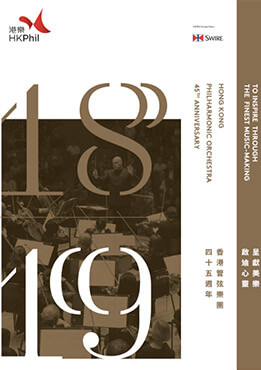 港樂
HKPhil
SWIRE
18
19
HONG KONG
PHILHARMONIC ORCHESTRA
45TH ANNIVERSARY
香港管弦樂團
四十五週年
TO INSPIRE THROUGH
THE FINEST MUSIC-MAKING
呈獻美樂
啟迪心靈